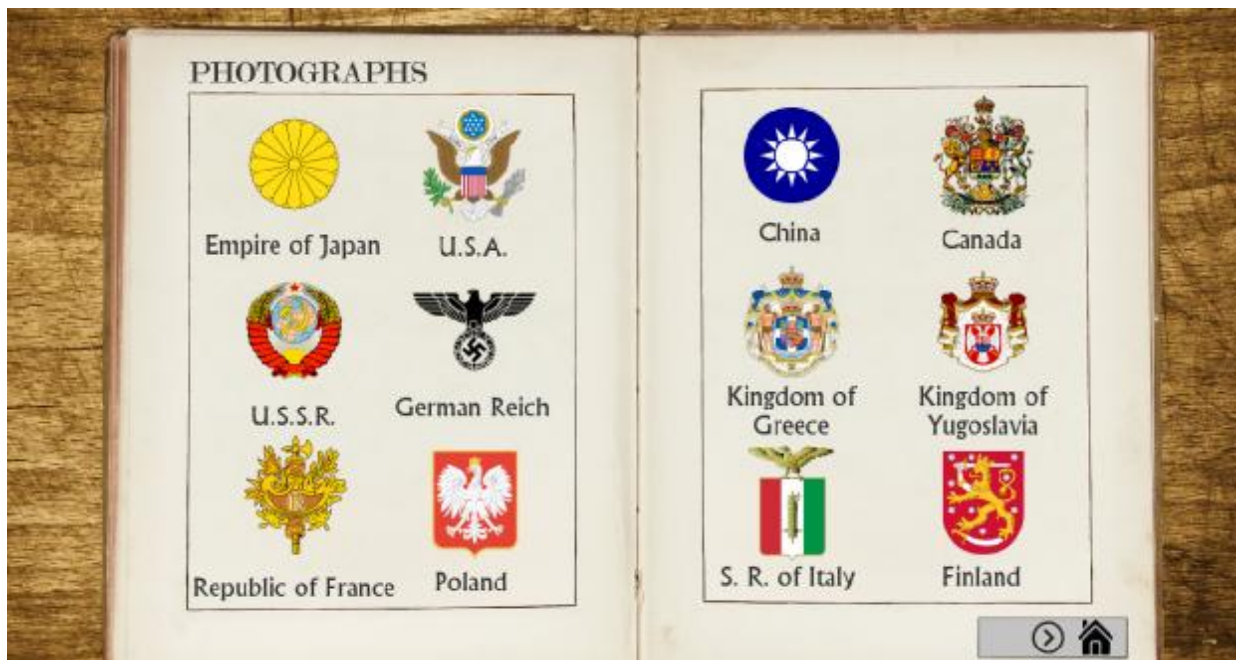 PHOTOGRAPHS
Empire of Japan
U.S.A.
U.S.S.R.
German Reich
Republic of France
Poland
China
Canada
Kingdom of
Greece
Kingdom of
Yugoslavia
S. R. of Italy
Finland